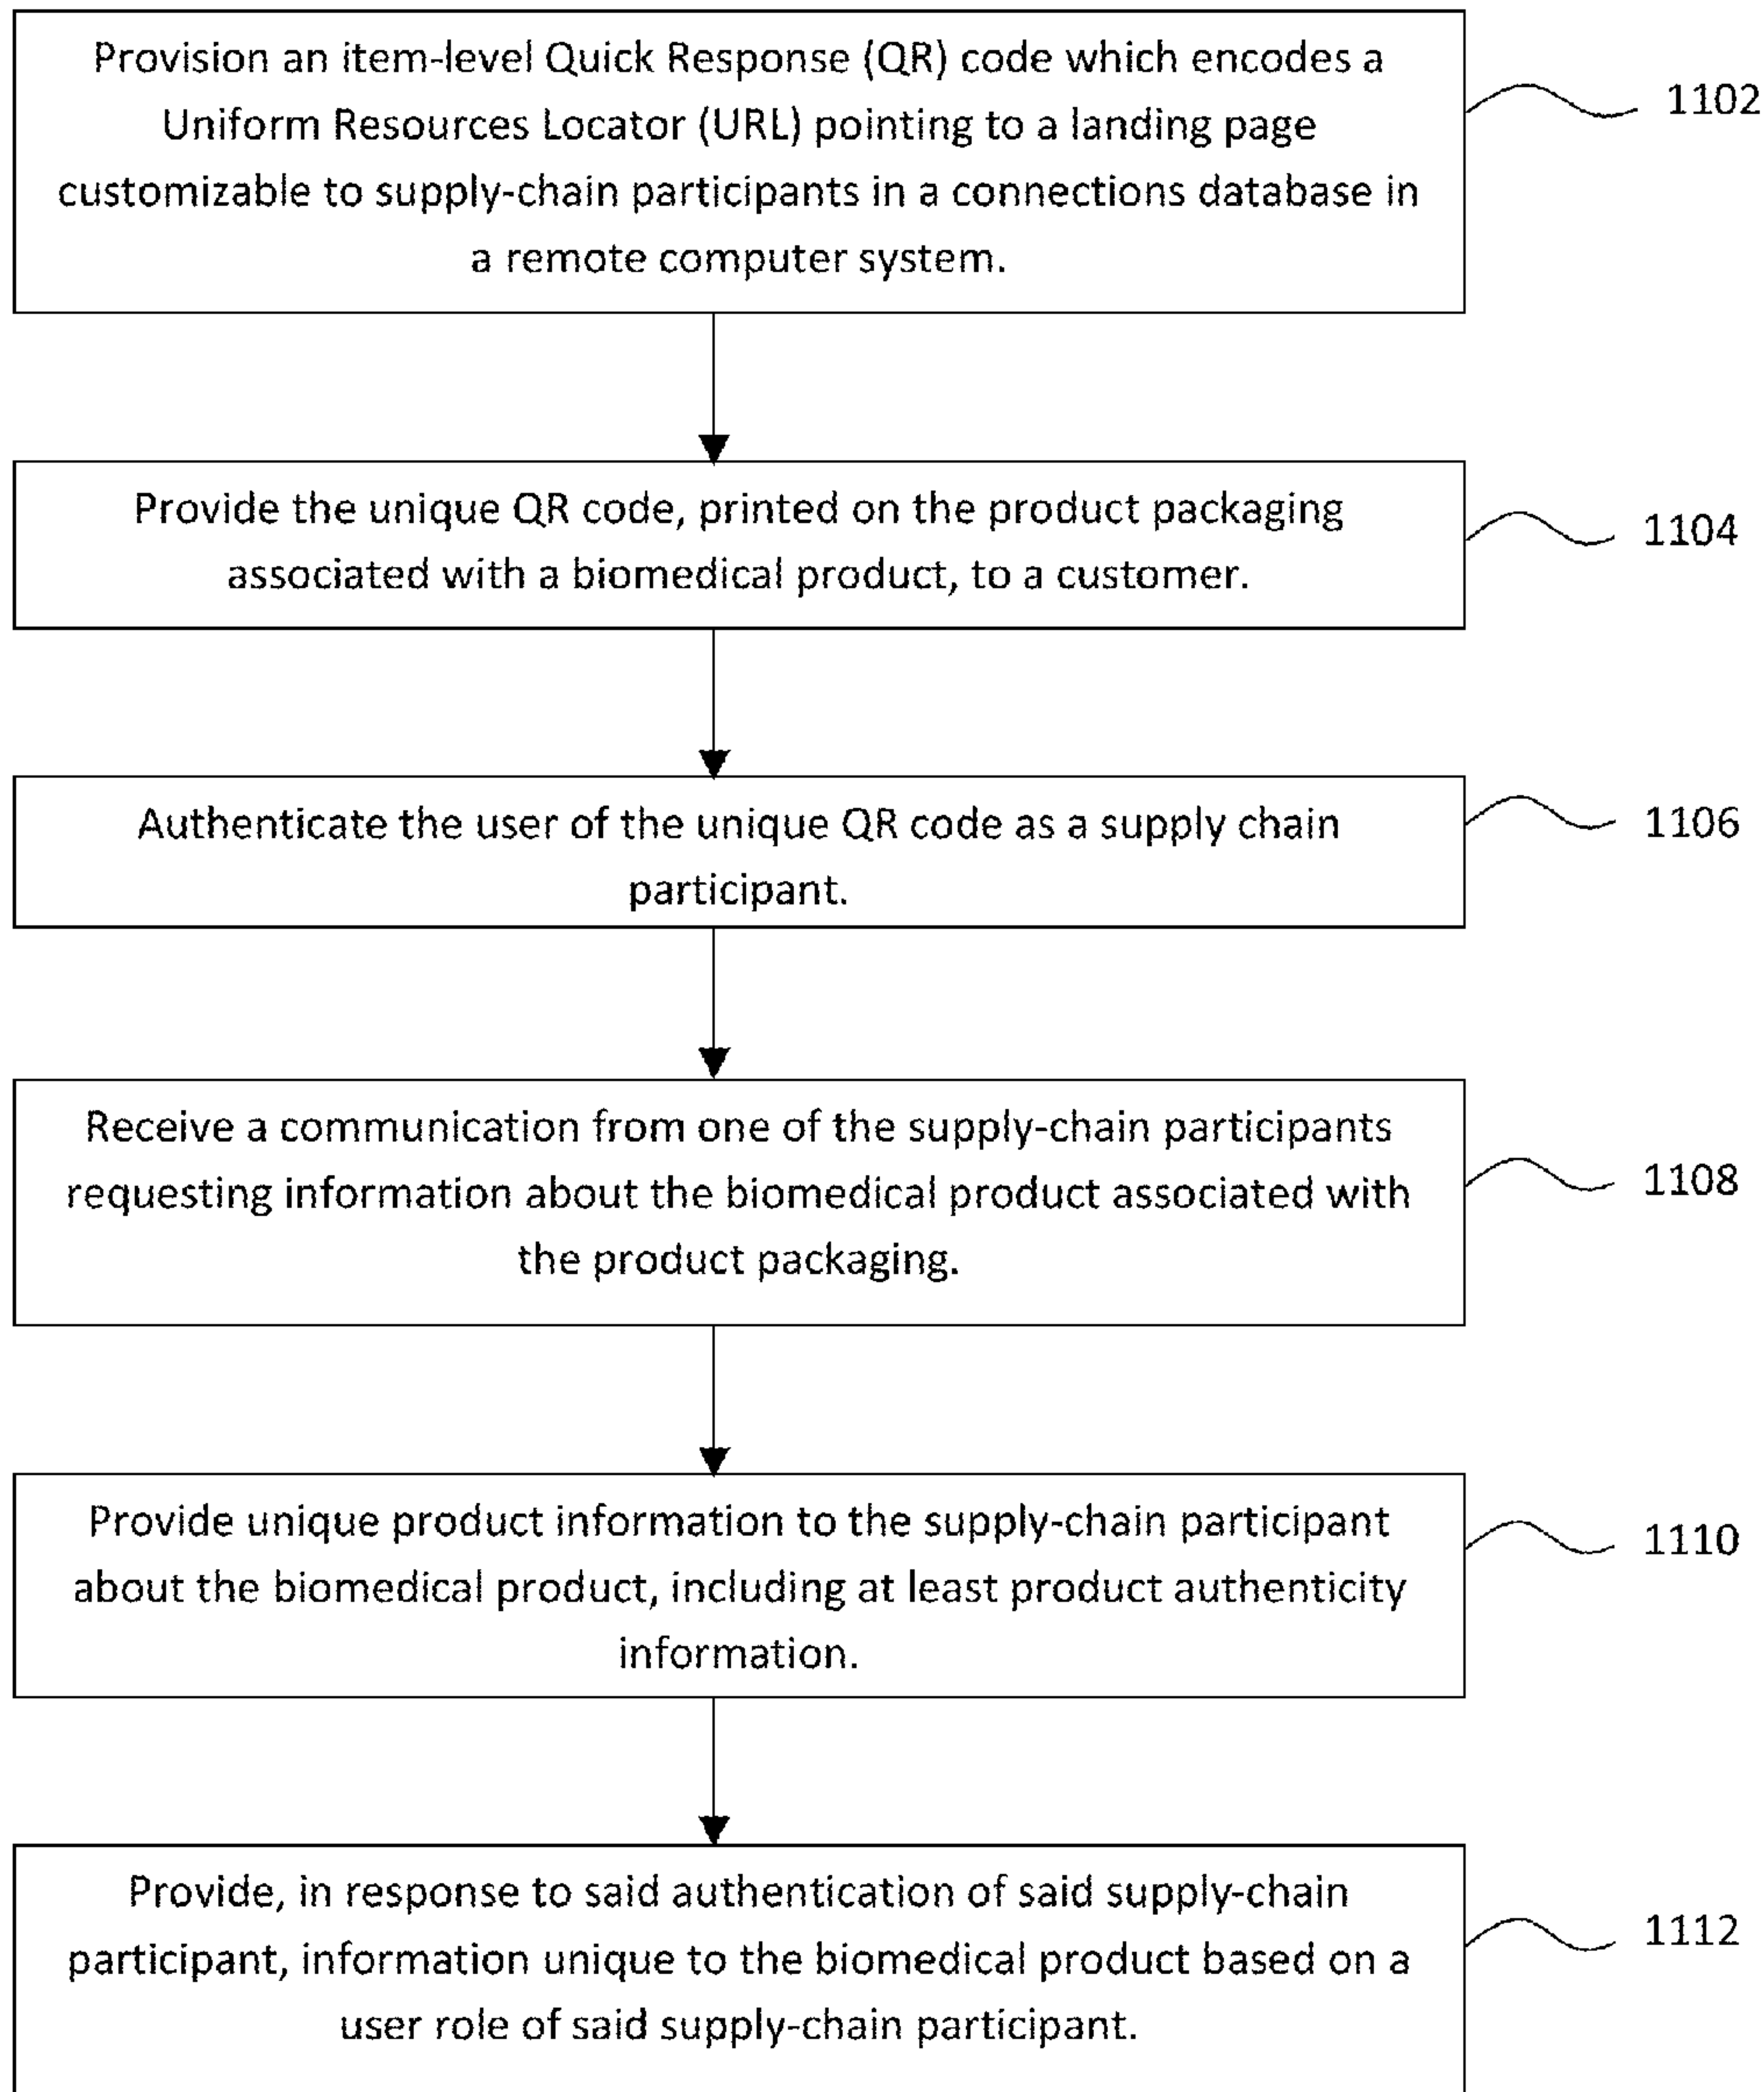 Provision an item-level Quick Response (QR) code which encodes a
Uniform Resources Locator (URL) pointing to a landing page
customizable to supply-chain participants in a connections database in
a remote computer system.
1102
Provide the unique QR code, printed on the product packaging
associated with a biomedical product, to a customer.
1104
Authenticate the user of the unique QR code as a supply chain
participant.
1106
Receive a communication from one of the supply-chain participants
requesting information about the biomedical product associated with
the product packaging.
1108
Provide unique product information to the supply-chain participant
about the biomedical product, including at least product authenticity
information.
1110
Provide, in response to said authentication of said supply-chain
participant, information unique to the biomedical product based on a
user role of said supply-chain participant.
1112